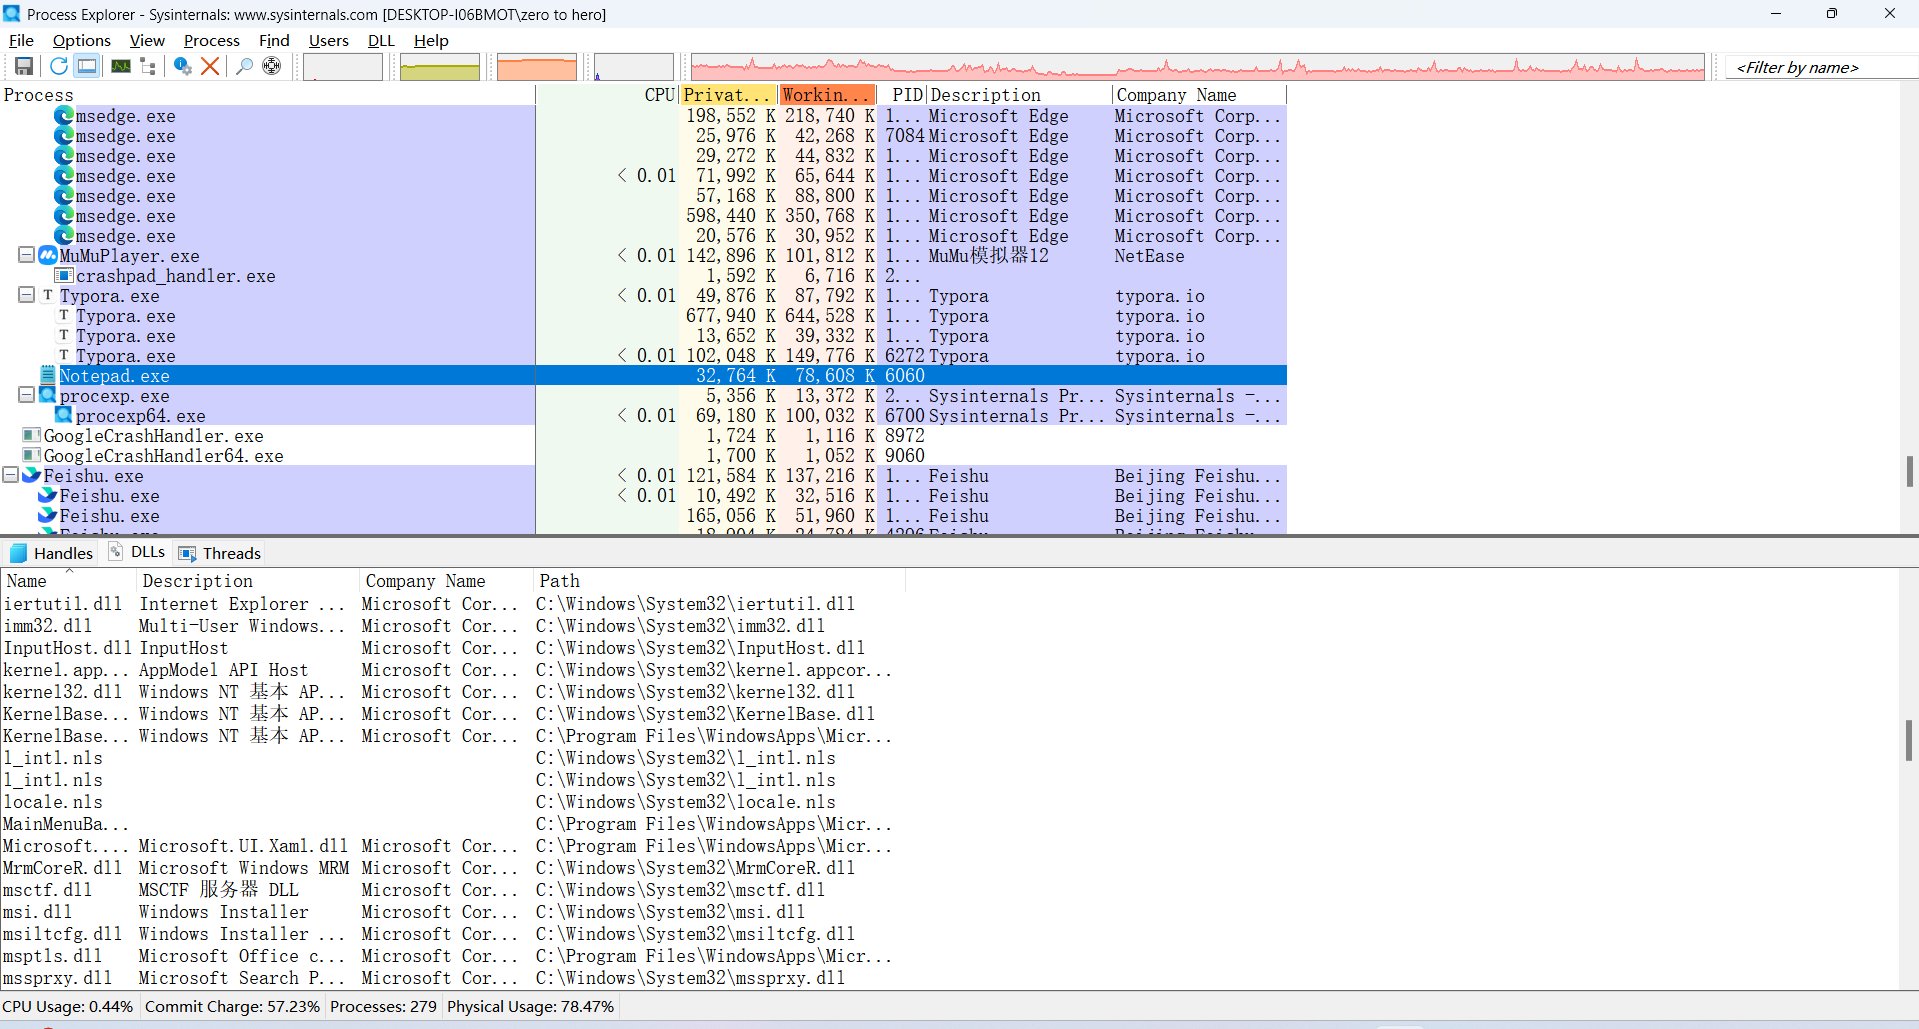 Process Explorer - Sysinternals: www.sysinternals.com [DESKTOP-I06BMOT\zero to hero]
File Options View Process Find Users DLL Help
<Filter by name>
Process CPU Privat... Workin... PID Description Company Name
msedge.exe 198,552 K 218,740 K 1... Microsoft Edge Microsoft Corp...
msedge.exe 25,976 K 42,268 K 7084 Microsoft Edge Microsoft Corp...
msedge.exe 29,272 K 44,832 K 1... Microsoft Edge Microsoft Corp...
msedge.exe < 0.01 71,992 K 65,644 K 1... Microsoft Edge Microsoft Corp...
msedge.exe 57,168 K 88,800 K 1... Microsoft Edge Microsoft Corp...
msedge.exe 598,440 K 350,768 K 1... Microsoft Edge Microsoft Corp...
msedge.exe 20,576 K 30,952 K 1... Microsoft Edge Microsoft Corp...
MuMuPlayer.exe < 0.01 142,896 K 101,812 K 1... MuMu模拟器12 NetEase
crashpad_handler.exe 1,592 K 6,716 K 2...
Typora.exe < 0.01 49,876 K 87,792 K 1... Typora typora.io
Typora.exe 677,940 K 644,528 K 1... Typora typora.io
Typora.exe 13,652 K 39,332 K 1... Typora typora.io
Typora.exe < 0.01 102,048 K 149,776 K 6272 Typora typora.io
Notepad.exe 32,764 K 78,608 K 6060
procexp.exe 5,356 K 13,372 K 2... Sysinternals Pr... Sysinternals -...
procexp64.exe < 0.01 69,180 K 100,032 K 6700 Sysinternals Pr... Sysinternals -...
GoogleCrashHandler.exe 1,724 K 1,116 K 8972
GoogleCrashHandler64.exe 1,700 K 1,052 K 9060
Feishu.exe < 0.01 121,584 K 137,216 K 1... Feishu Beijing Feishu...
Feishu.exe < 0.01 10,492 K 32,516 K 1... Feishu Beijing Feishu...
Feishu.exe 165,056 K 51,960 K 1... Feishu Beijing Feishu...
Handles DLLs Threads
Name Description Company Name Path
iertutil.dll Internet Explorer ... Microsoft Cor... C:\Windows\System32\iertutil.dll
imm32.dll Multi-User Windows... Microsoft Cor... C:\Windows\System32\imm32.dll
InputHost.dll InputHost Microsoft Cor... C:\Windows\System32\InputHost.dll
kernel.app... AppModel API Host Microsoft Cor... C:\Windows\System32\kernel.appcor...
kernel32.dll Windows NT 基本 AP... Microsoft Cor... C:\Windows\System32\kernel32.dll
KernelBase... Windows NT 基本 AP... Microsoft Cor... C:\Windows\System32\KernelBase.dll
KernelBase... Windows NT 基本 AP... Microsoft Cor... C:\Program Files\WindowsApps\Micr...
l_intl.nls C:\Windows\System32\l_intl.nls
l_intl.nls C:\Windows\System32\l_intl.nls
locale.nls C:\Windows\System32\locale.nls
MainMenuBa... C:\Program Files\WindowsApps\Micr...
Microsoft.... Microsoft.UI.Xaml.dll Microsoft Cor... C:\Program Files\WindowsApps\Micr...
MrmCoreR.dll Microsoft Windows MRM Microsoft Cor... C:\Windows\System32\MrmCoreR.dll
msctf.dll MSCTF 服务器 DLL Microsoft Cor... C:\Windows\System32\msctf.dll
msi.dll Windows Installer Microsoft Cor... C:\Windows\System32\msi.dll
msiltcfg.dll Windows Installer ... Microsoft Cor... C:\Windows\System32\msiltcfg.dll
msptls.dll Microsoft Office c... Microsoft Cor... C:\Program Files\WindowsApps\Micr...
mssprxy.dll Microsoft Search P... Microsoft Cor... C:\Windows\System32\mssprxy.dll
CPU Usage: 0.44% Commit Charge: 57.23% Processes: 279 Physical Usage: 78.47%